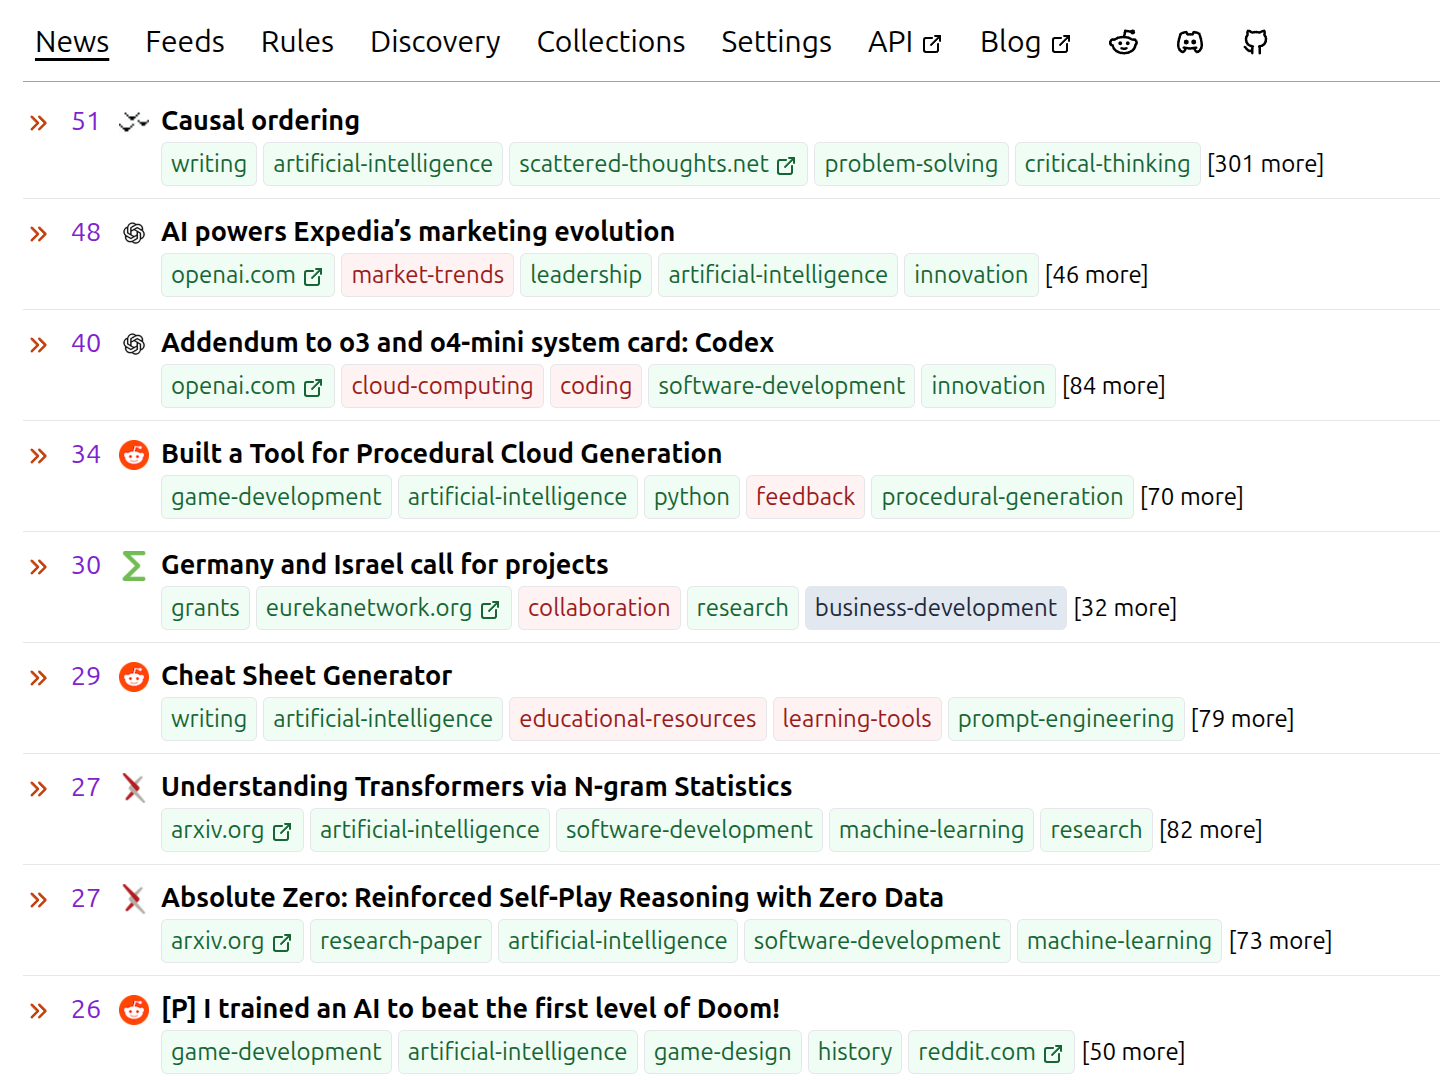 News Feeds Rules Discovery Collections Settings API Blog
51 Causal ordering
writing artificial-intelligence scattered-thoughts.net problem-solving critical-thinking [301 more]
48 AI powers Expedia’s marketing evolution
openai.com market-trends leadership artificial-intelligence innovation [46 more]
40 Addendum to o3 and o4-mini system card: Codex
openai.com cloud-computing coding software-development innovation [84 more]
34 Built a Tool for Procedural Cloud Generation
game-development artificial-intelligence python feedback procedural-generation [70 more]
30 Germany and Israel call for projects
grants eurekanetwork.org collaboration research business-development [32 more]
29 Cheat Sheet Generator
writing artificial-intelligence educational-resources learning-tools prompt-engineering [79 more]
27 Understanding Transformers via N-gram Statistics
arxiv.org artificial-intelligence software-development machine-learning research [82 more]
27 Absolute Zero: Reinforced Self-Play Reasoning with Zero Data
arxiv.org research-paper artificial-intelligence software-development machine-learning [73 more]
26 [P] I trained an AI to beat the first level of Doom!
game-development artificial-intelligence game-design history reddit.com [50 more]